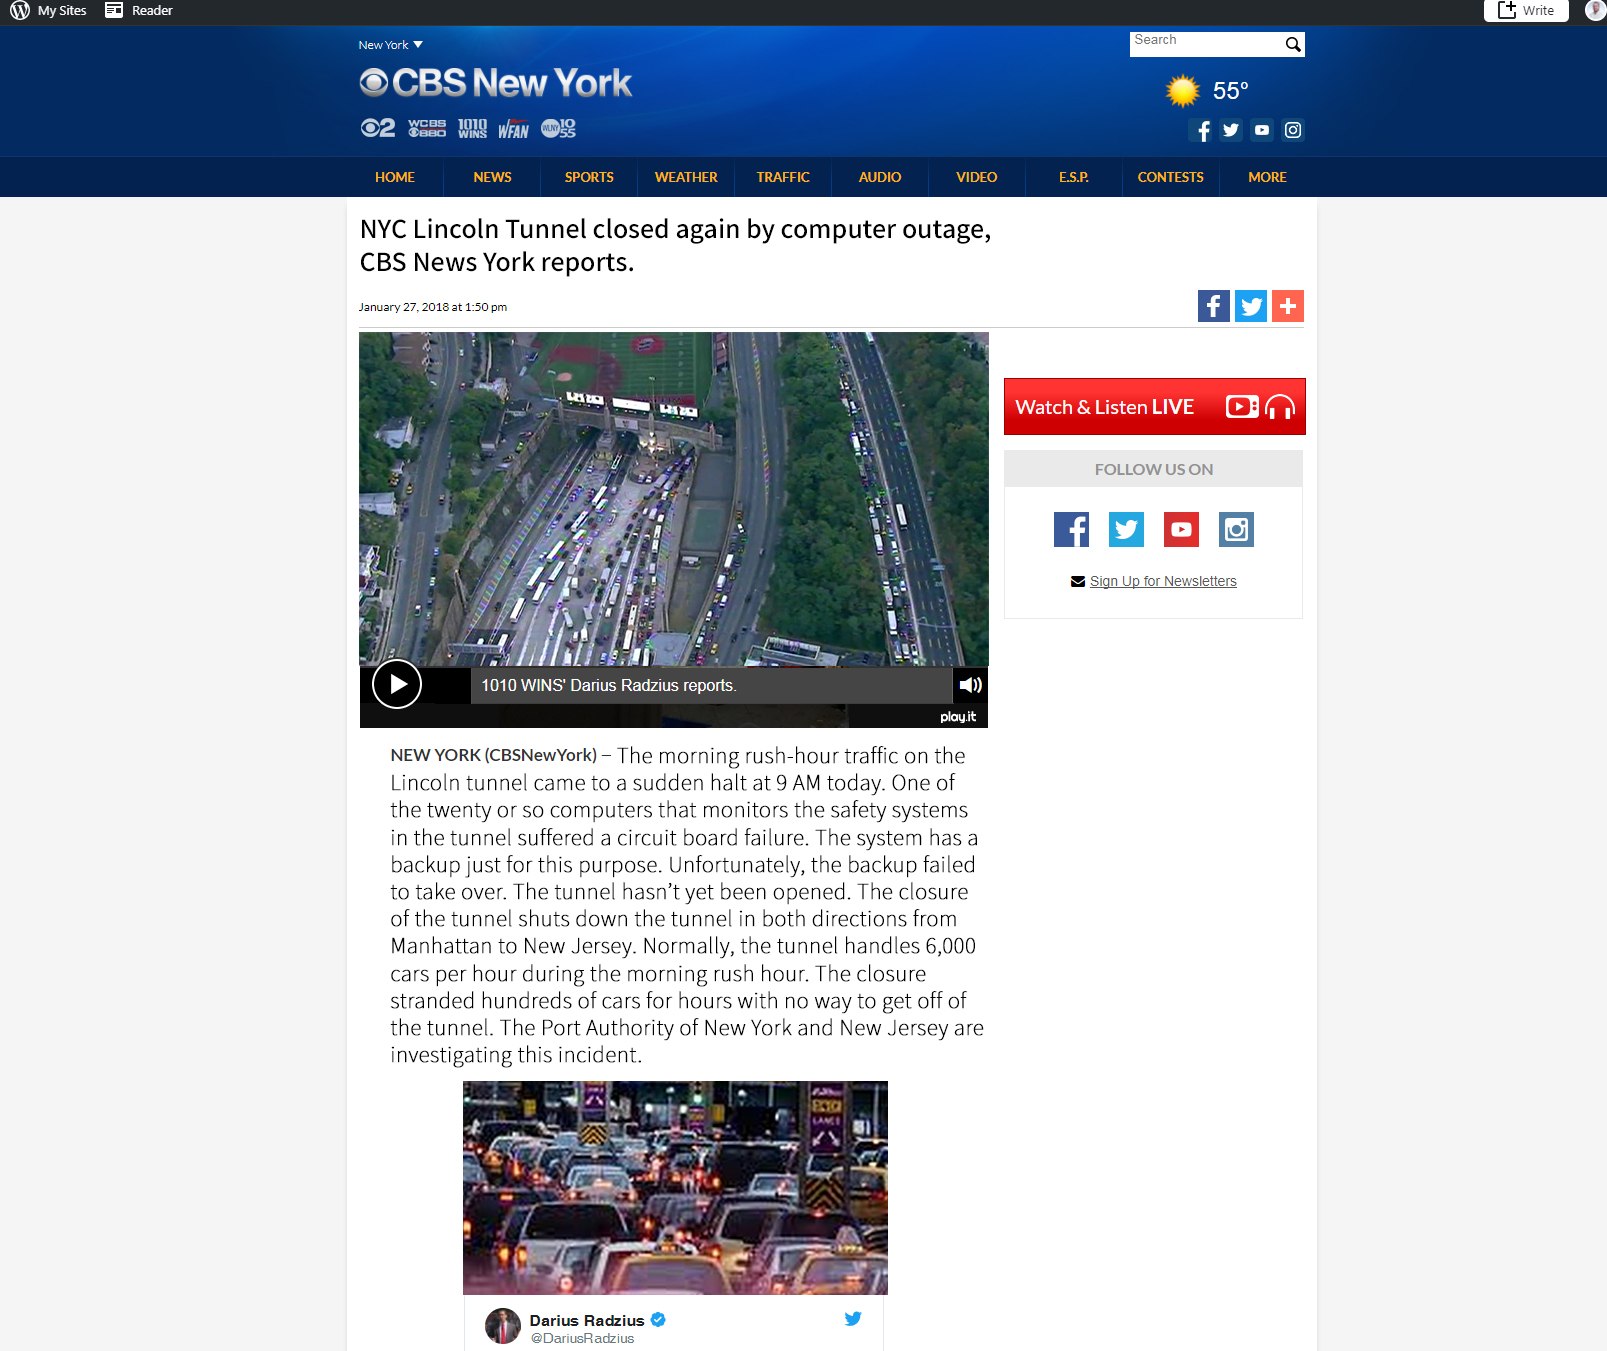 My Sites
Reader
Write
New York
Search
CBS New York
55°
2
WCBS
880
1010
WINS
WFAN
WLNY
10
55
HOME
NEWS
SPORTS
WEATHER
TRAFFIC
AUDIO
VIDEO
E.S.P.
CONTESTS
MORE
NYC Lincoln Tunnel closed again by computer outage,
CBS News York reports.
January 27, 2018 at 1:50 pm
Watch & Listen LIVE
FOLLOW US ON
Sign Up for Newsletters
1010 WINS' Darius Radzius reports.
play.it
NEW YORK (CBSNewYork) – The morning rush-hour traffic on the
Lincoln tunnel came to a sudden halt at 9 AM today. One of
the twenty or so computers that monitors the safety systems
in the tunnel suffered a circuit board failure. The system has a
backup just for this purpose. Unfortunately, the backup failed
to take over. The tunnel hasn’t yet been opened. The closure
of the tunnel shuts down the tunnel in both directions from
Manhattan to New Jersey. Normally, the tunnel handles 6,000
cars per hour during the morning rush hour. The closure
stranded hundreds of cars for hours with no way to get off of
the tunnel. The Port Authority of New York and New Jersey are
investigating this incident.
Darius Radzius
@DariusRadzius